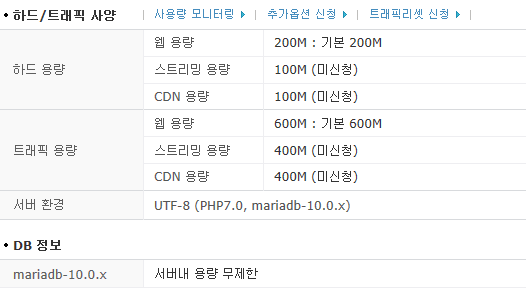 • 하드/트래픽 사양 | 사용량 모니터링 ▶ | 추가옵션 신청 ▶ | 트래픽리셋 신청 ▶ |
하드 용량
웹 용량 200M : 기본 200M
스트리밍 용량 100M (미신청)
CDN 용량 100M (미신청)
트래픽 용량
웹 용량 600M : 기본 600M
스트리밍 용량 400M (미신청)
CDN 용량 400M (미신청)
서버 환경 UTF-8 (PHP7.0, mariadb-10.0.x)
• DB 정보
mariadb-10.0.x 서버내 용량 무제한